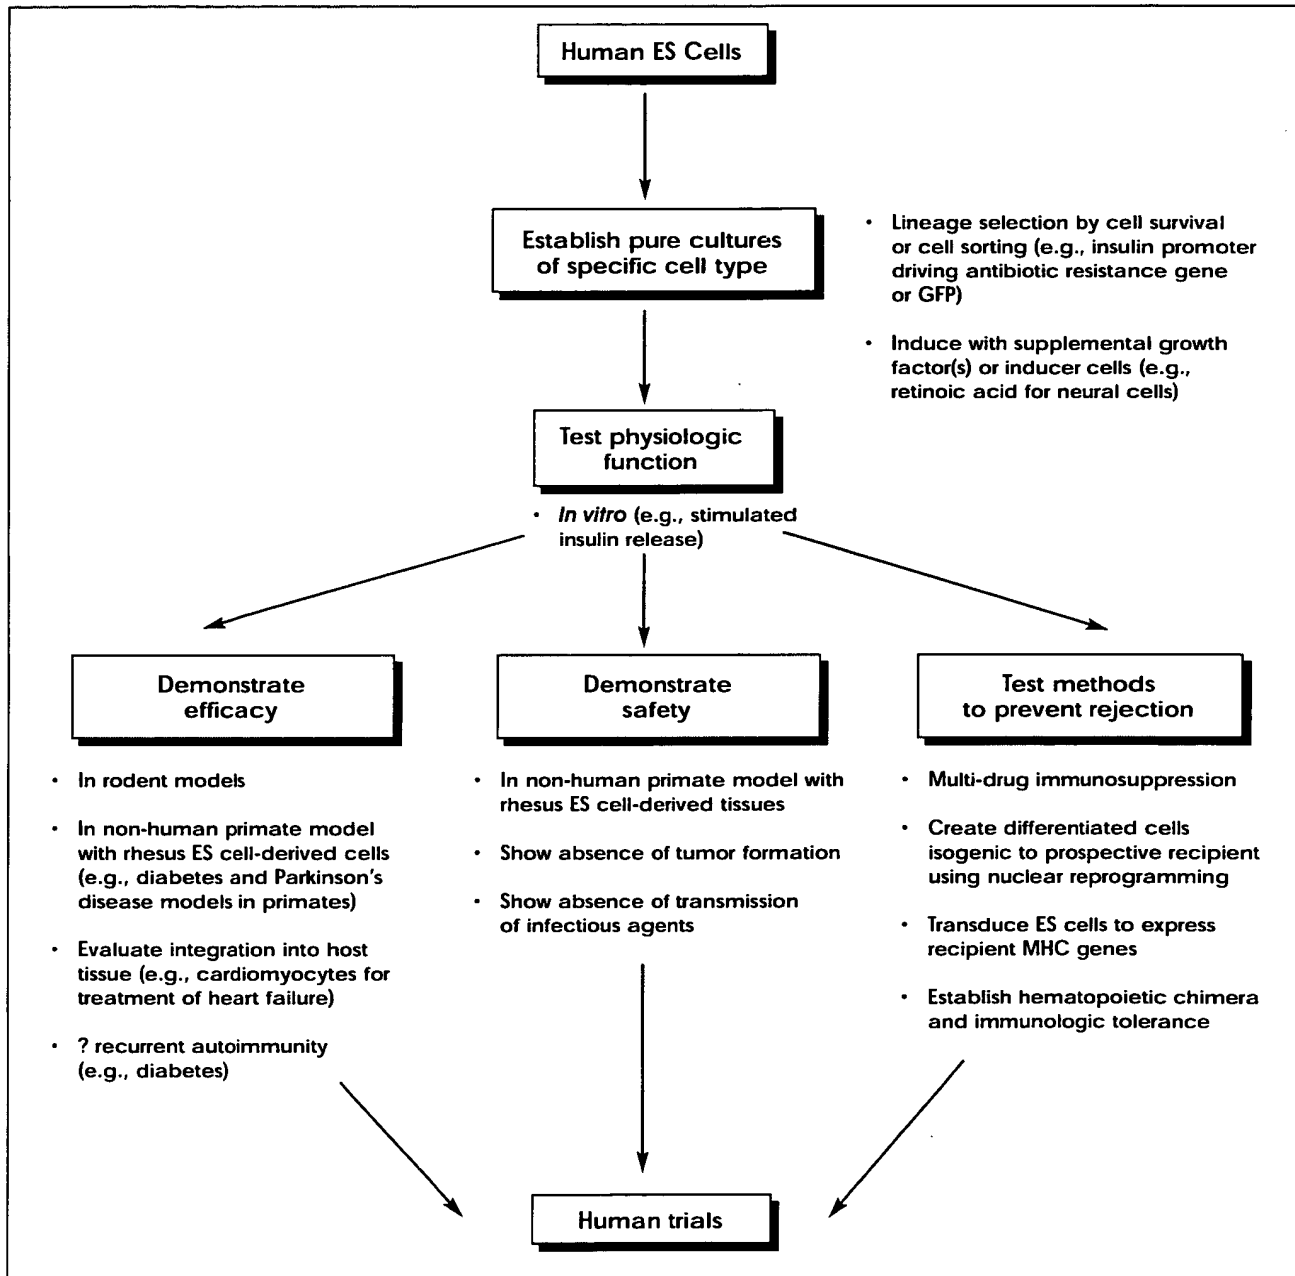 Human ES Cells
Establish pure cultures
of specific cell type
• Lineage selection by cell survival
or cell sorting (e.g., insulin promoter
driving antibiotic resistance gene
or GFP)
• Induce with supplemental growth
factor(s) or inducer cells (e.g.,
retinoic acid for neural cells)
Test physiologic
function
• In vitro (e.g., stimulated
insulin release)
Demonstrate
efficacy
• In rodent models
• In non-human primate model
with rhesus ES cell-derived cells
(e.g., diabetes and Parkinson's
disease models in primates)
• Evaluate integration into host
tissue (e.g., cardiomyocytes for
treatment of heart failure)
• ? recurrent autoimmunity
(e.g., diabetes)
Demonstrate
safety
• In non-human primate model with
rhesus ES cell-derived tissues
• Show absence of tumor formation
• Show absence of transmission
of infectious agents
Test methods
to prevent rejection
• Multi-drug immunosuppression
• Create differentiated cells
isogenic to prospective recipient
using nuclear reprogramming
• Transduce ES cells to express
recipient MHC genes
• Establish hematopoietic chimera
and immunologic tolerance
Human trials